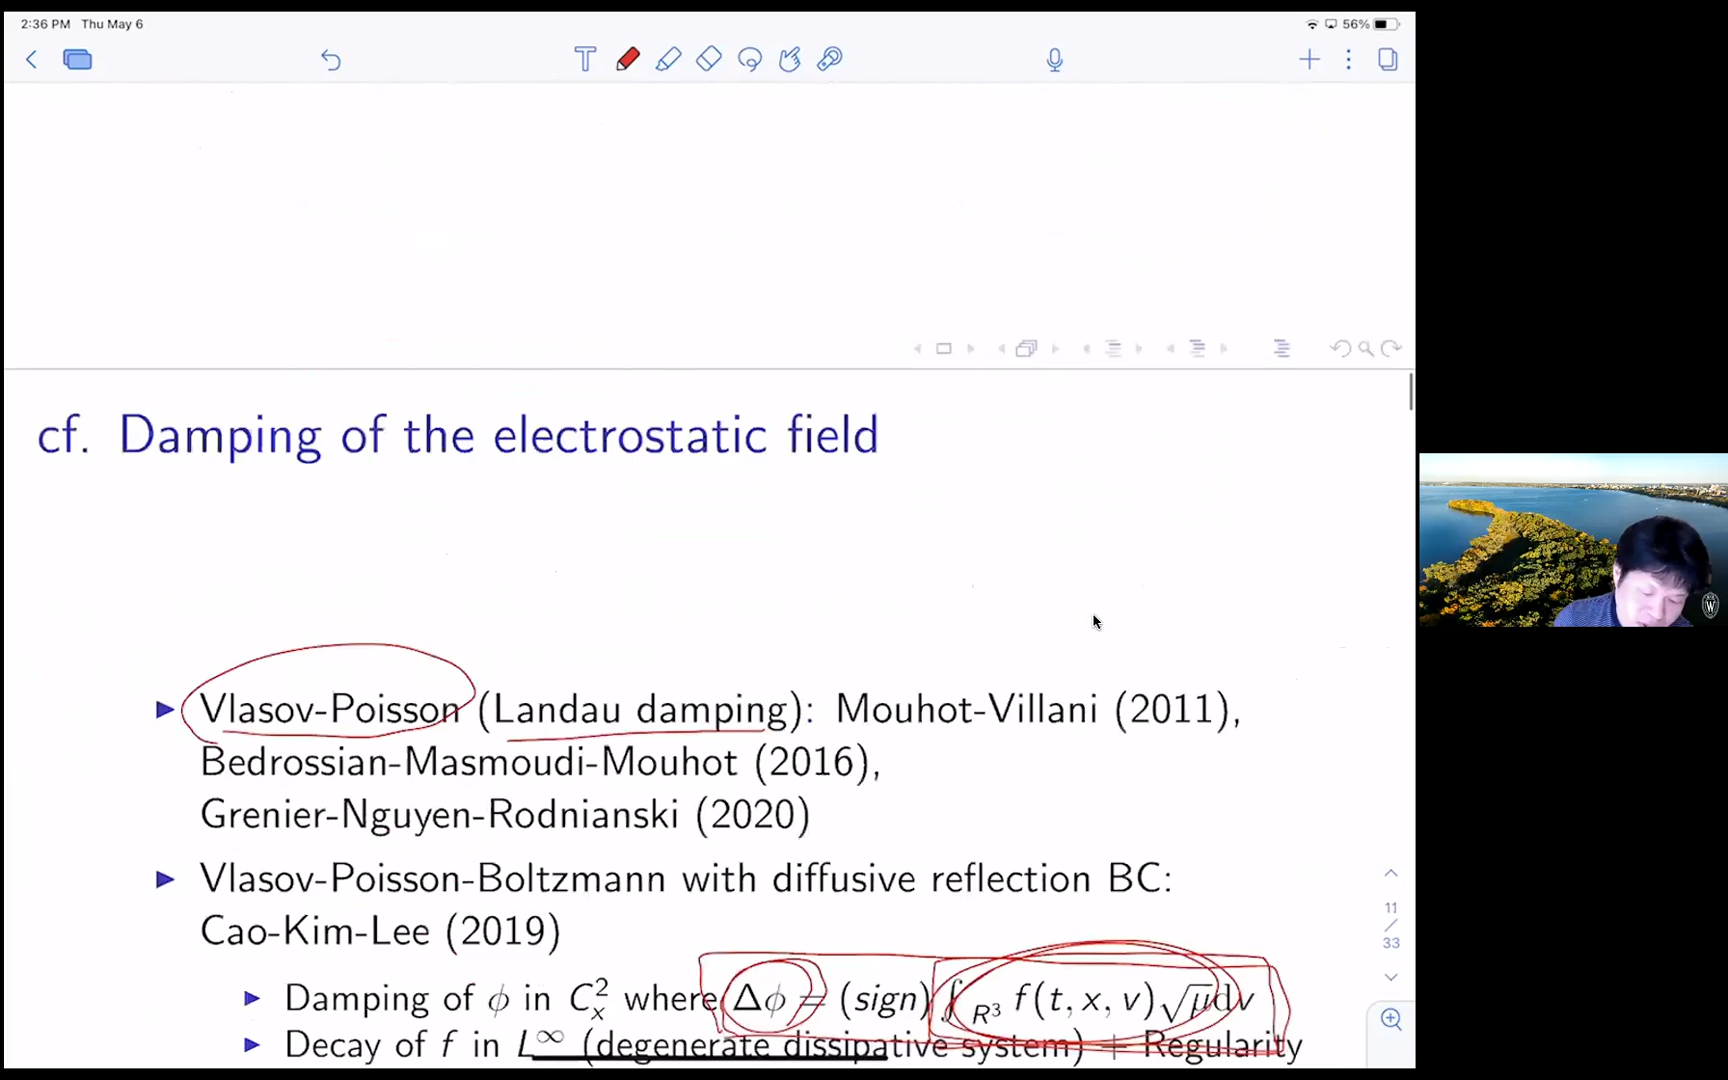 2:36 PM Thu May 6
56%
cf. Damping of the electrostatic field
▶ Vlasov-Poisson (Landau damping): Mouhot-Villani (2011),
Bedrossian-Masmoudi-Mouhot (2016),
Grenier-Nguyen-Rodnianski (2020)
▶ Vlasov-Poisson-Boltzmann with diffusive reflection BC:
Cao-Kim-Lee (2019)
▶ Damping of ϕ in C²ₓ where Δϕ = (sign) ∫_{R³} f(t, x, v)√μdv
▶ Decay of f in L^∞ (degenerate dissipative system) + Regularity
11
/
33
W